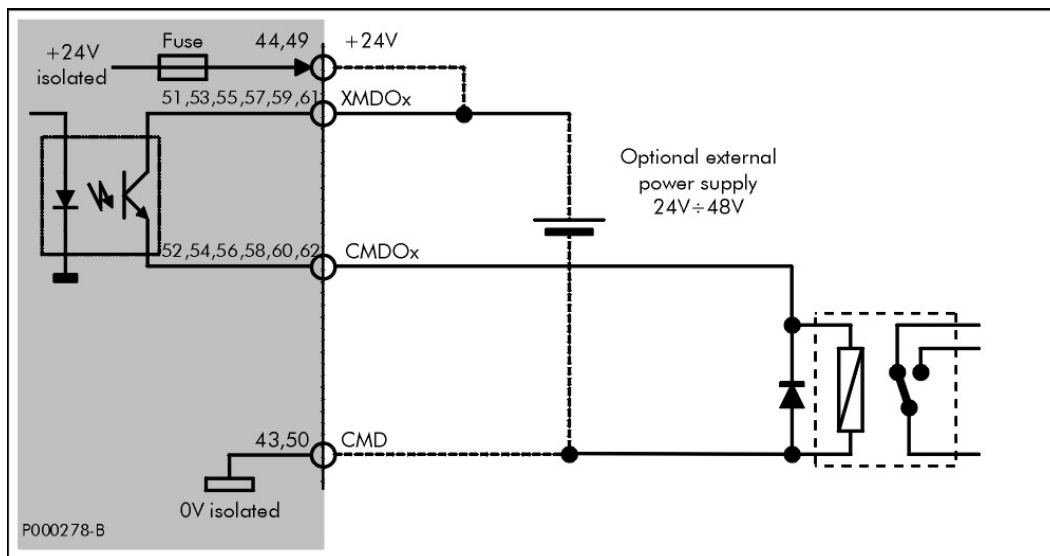 Fuse
44,49
+24V
+24V
isolated
51,53,55,57,59,61
XMDOx
Optional external
power supply
24V÷48V
52,54,56,58,60,62
CMDOx
43,50
CMD
0V isolated
P000278-B